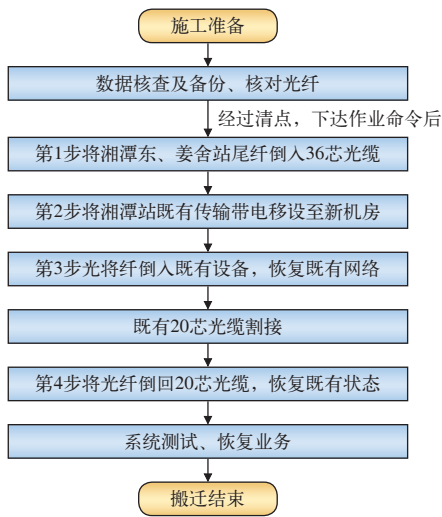 施工准备
数据核查及备份、核对光纤
经过清点，下达作业命令后
第1步将湘潭东、姜畲站尾纤倒入36芯光缆
第2步将湘潭站既有传输带电移设至新机房
第3步光将纤倒入既有设备，恢复既有网络
既有20芯光缆割接
第4步将光纤倒回20芯光缆，恢复既有状态
系统测试、恢复业务
搬迁结束